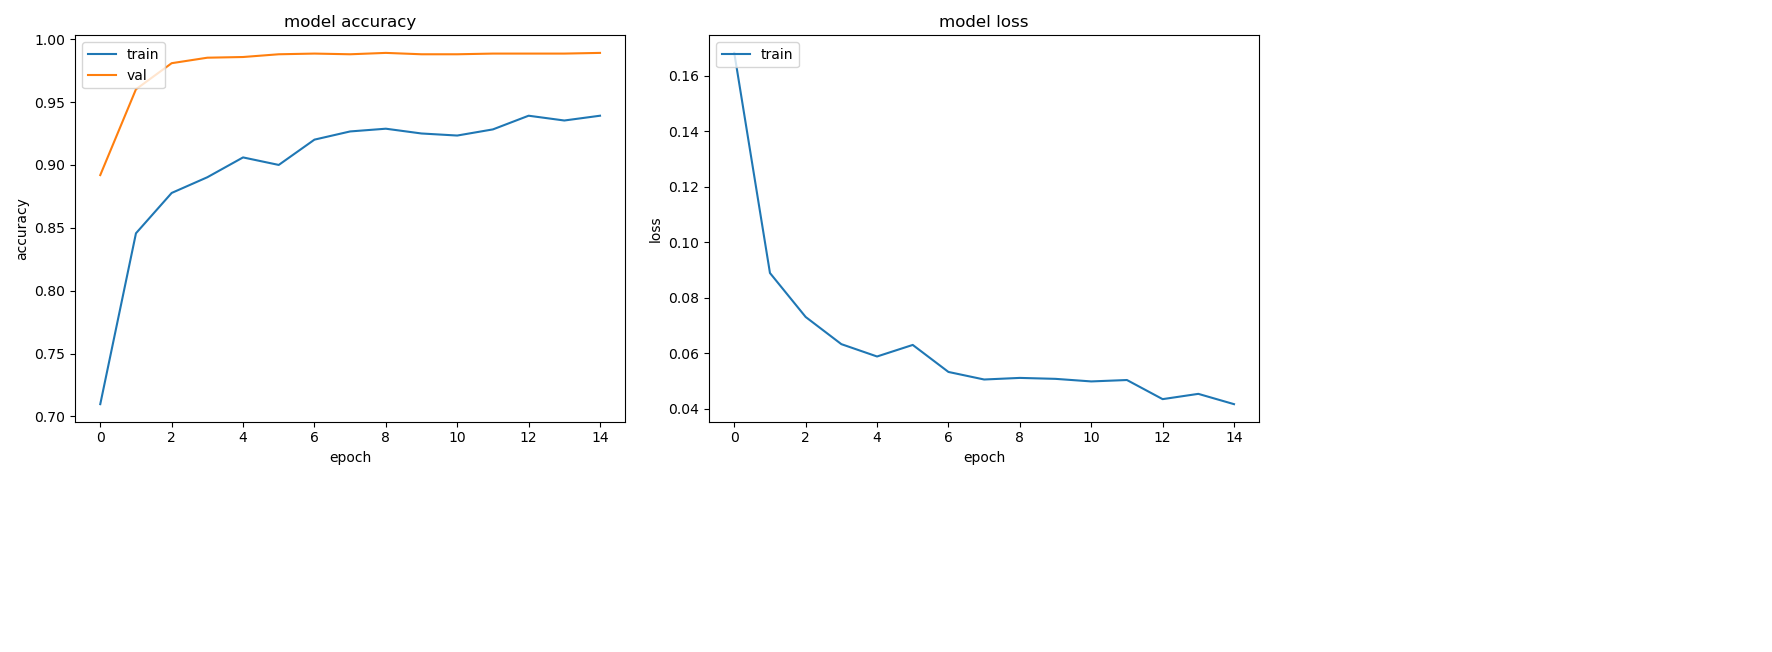 model accuracy
train
val
1.00
0.95
0.90
0.85
0.80
0.75
0.70
accuracy
0 2 4 6 8 10 12 14
epoch
model loss
train
0.16
0.14
0.12
0.10
0.08
0.06
0.04
loss
0 2 4 6 8 10 12 14
epoch